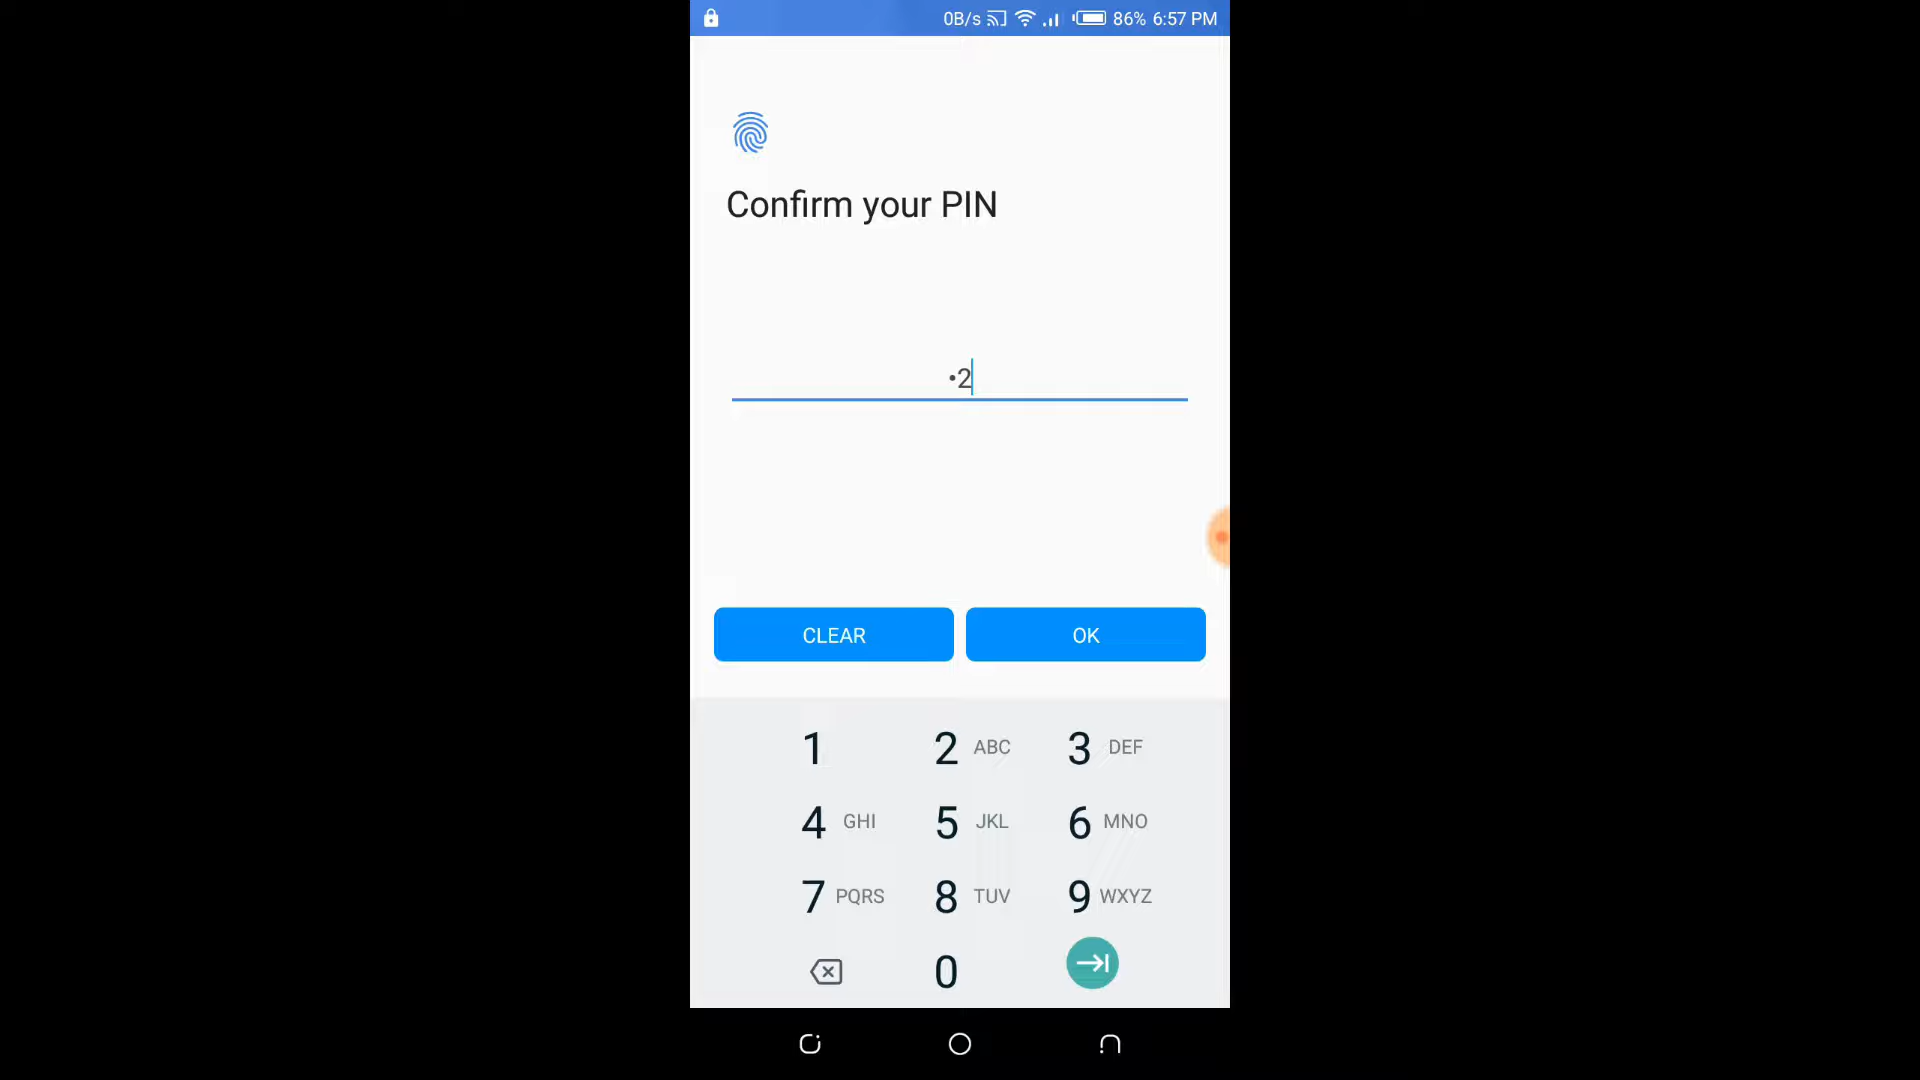 0B/s 86% 6:57 PM
Confirm your PIN
•2
CLEAR OK
1 2 ABC 3 DEF
4 GHI 5 JKL 6 MNO
7 PQRS 8 TUV 9 WXYZ
0